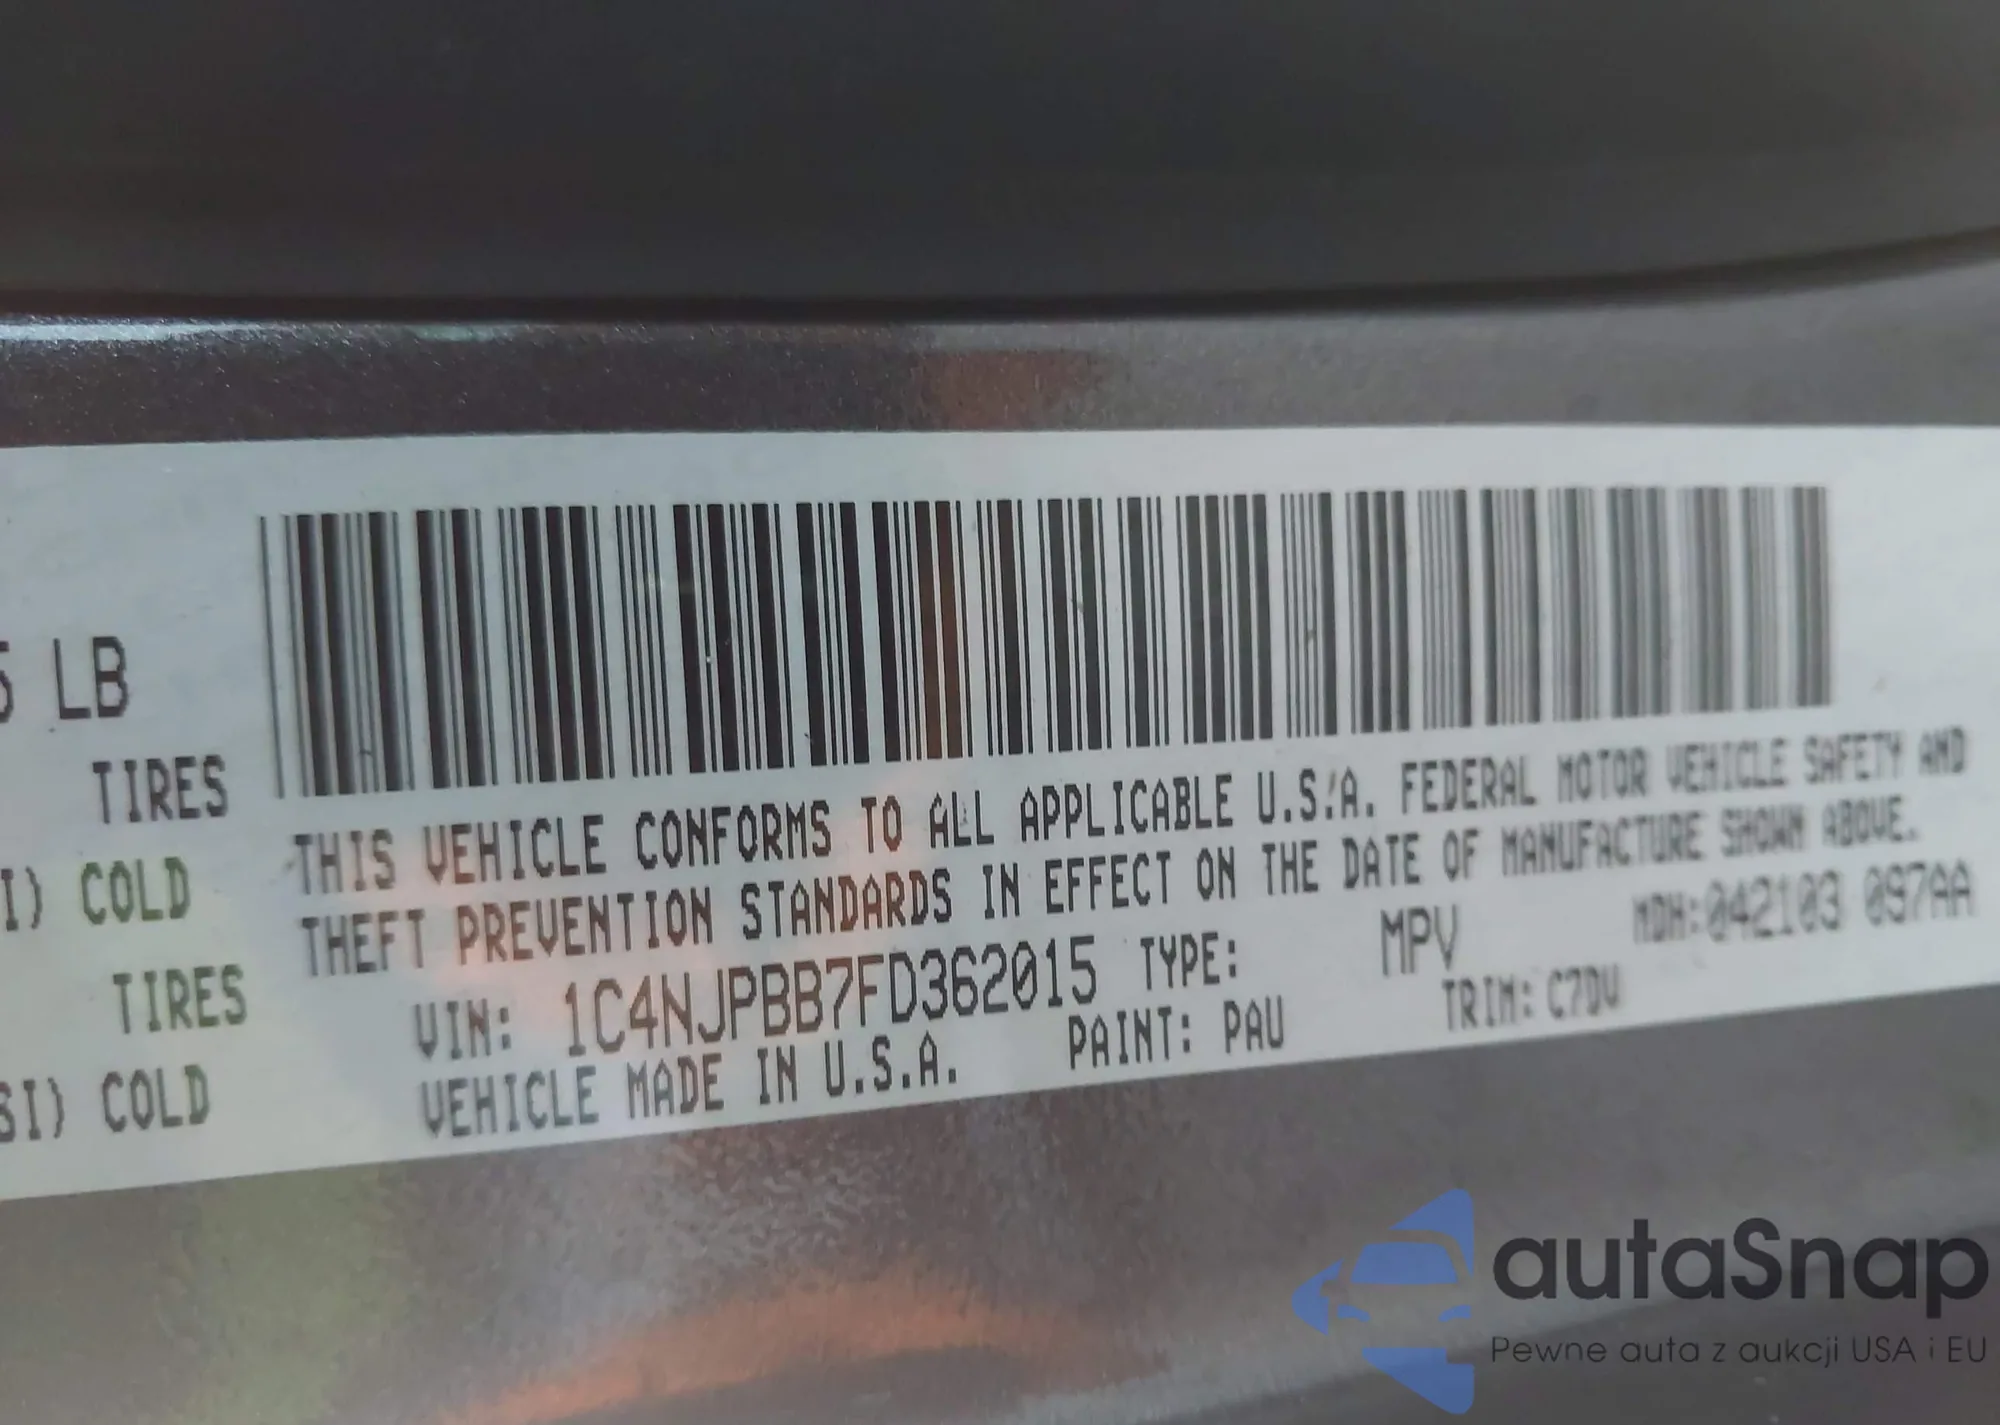 5 LB
TIRES
I) COLD
TIRES
SI) COLD
THIS VEHICLE CONFORMS TO ALL APPLICABLE U.S.A. FEDERAL MOTOR VEHICLE SAFETY AND
THEFT PREVENTION STANDARDS IN EFFECT ON THE DATE OF MANUFACTURE SHOWN ABOVE.
VIN: 1C4NJPBB7FD362015 TYPE: MPV MDH:042103 097AA
VEHICLE MADE IN U.S.A. PAINT: PAU TRIM: C7DV
autaSnap
Pewne auta z aukcji USA i EU